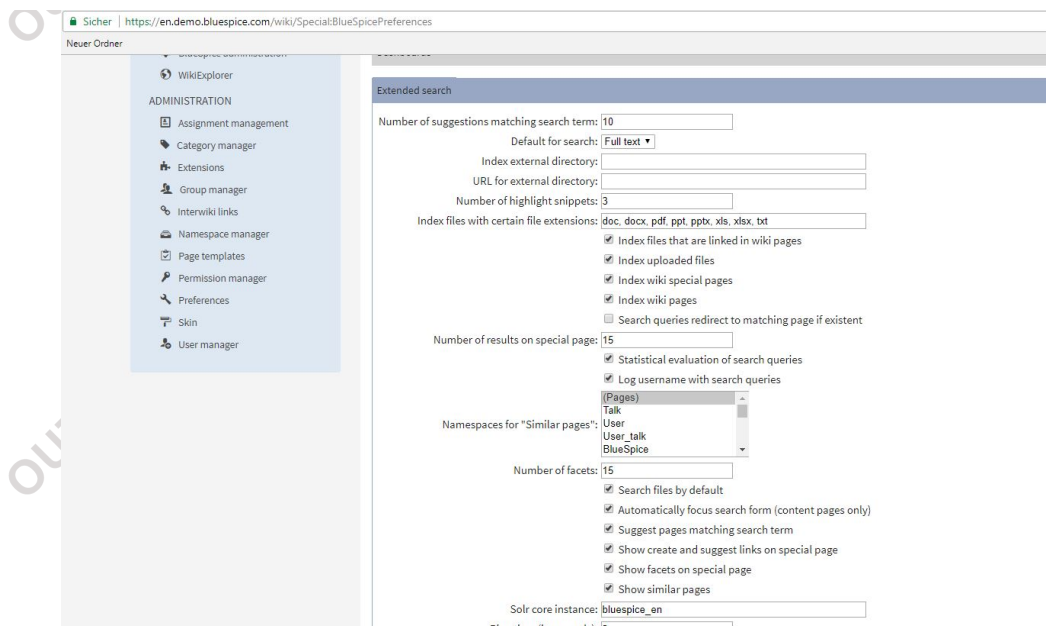 Sicher | https://en.demo.bluespice.com/wiki/Special:BlueSpicePreferences
Neuer Ordner
WikiExplorer
ADMINISTRATION
Assignment management
Category manager
Extensions
Group manager
Interwiki links
Namespace manager
Page templates
Permission manager
Preferences
Skin
User manager
Extended search
Number of suggestions matching search term: 10
Default for search: Full text
Index external directory:
URL for external directory:
Number of highlight snippets: 3
Index files with certain file extensions: doc, docx, pdf, ppt, pptx, xls, xlsx, txt
Index files that are linked in wiki pages
Index uploaded files
Index wiki special pages
Index wiki pages
Search queries redirect to matching page if existent
Number of results on special page: 15
Statistical evaluation of search queries
Log username with search queries
Namespaces for "Similar pages":
(Pages)
Talk
User
User_talk
BlueSpice
Number of facets: 15
Search files by default
Automatically focus search form (content pages only)
Suggest pages matching search term
Show create and suggest links on special page
Show facets on special page
Show similar pages
Solr core instance: bluespice_en